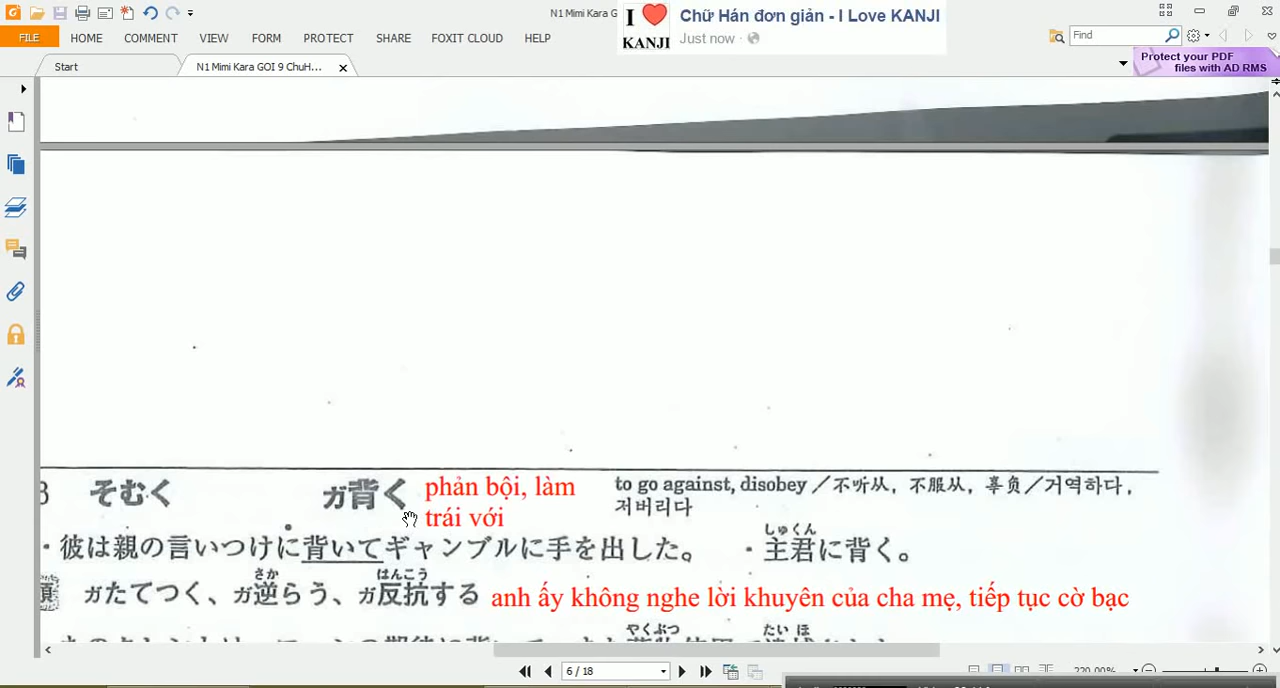 N1 Mimi Kara G
I ❤ KANJI
Chữ Hán đơn giản - I Love KANJI
Just now
FILE HOME COMMENT VIEW FORM PROTECT SHARE FOXIT CLOUD HELP
Find
Start
N1 Mimi Kara GOI 9 ChuH...
Protect your PDF
files with AD RMS
3 そむく ガ背く
phản bội, làm
trái với
to go against, disobey／不听从，不服从，辜负／거역하다，
저버리다
・彼は親の言いつけに背いてギャンブルに手を出した。
しゅくん
・主君に背く。
さか はんこう
ガたてつく、ガ逆らう、ガ反抗する
anh ấy không nghe lời khuyên của cha mẹ, tiếp tục cờ bạc
やくぶつ たいほ
6 / 18
220.00%